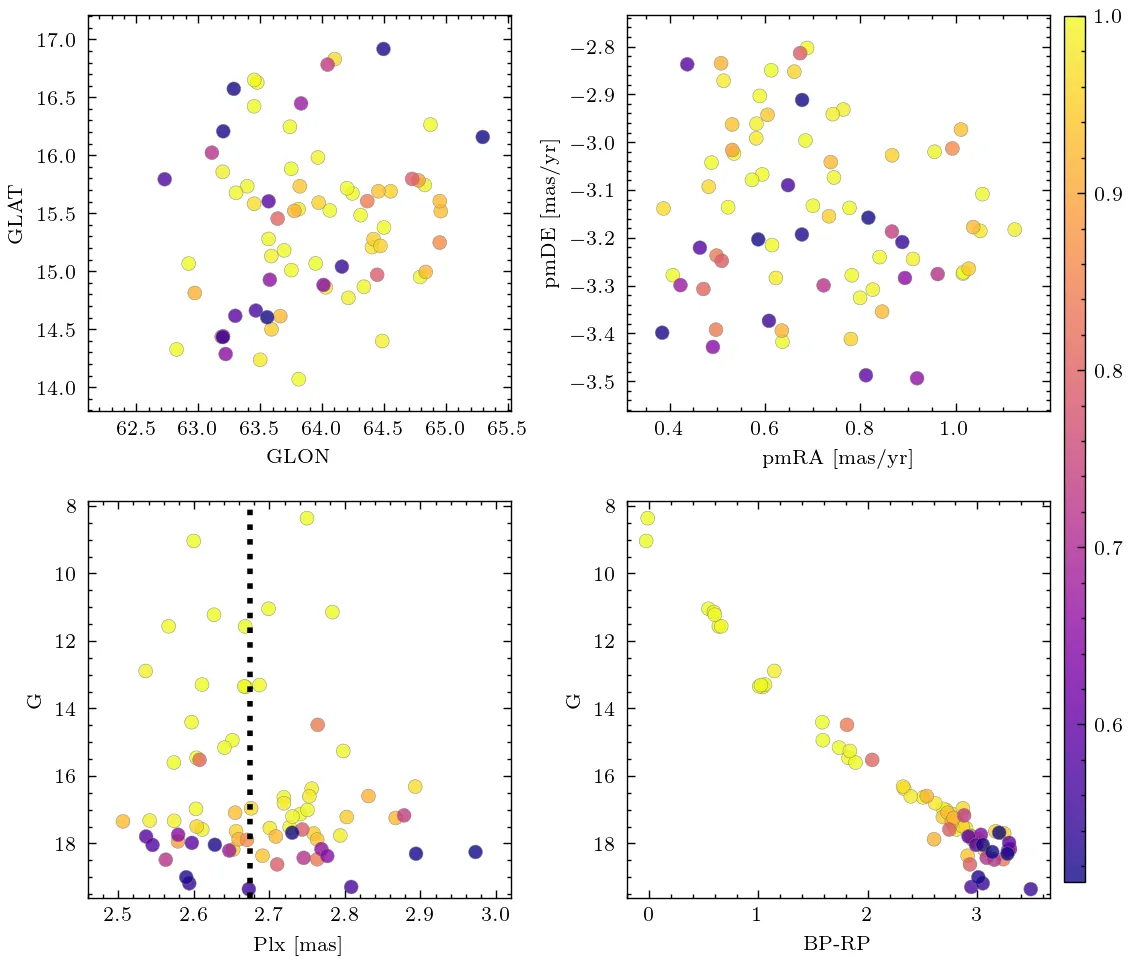 17.0
16.5
16.0
15.5
15.0
14.5
14.0
GLAT
62.5 63.0 63.5 64.0 64.5 65.0 65.5
GLON
−2.8
−2.9
−3.0
−3.1
−3.2
−3.3
−3.4
−3.5
pmDE [mas/yr]
0.4 0.6 0.8 1.0
pmRA [mas/yr]
1.0
0.9
0.8
0.7
0.6
8
10
12
14
16
18
G
2.5 2.6 2.7 2.8 2.9 3.0
Plx [mas]
8
10
12
14
16
18
G
0 1 2 3
BP-RP